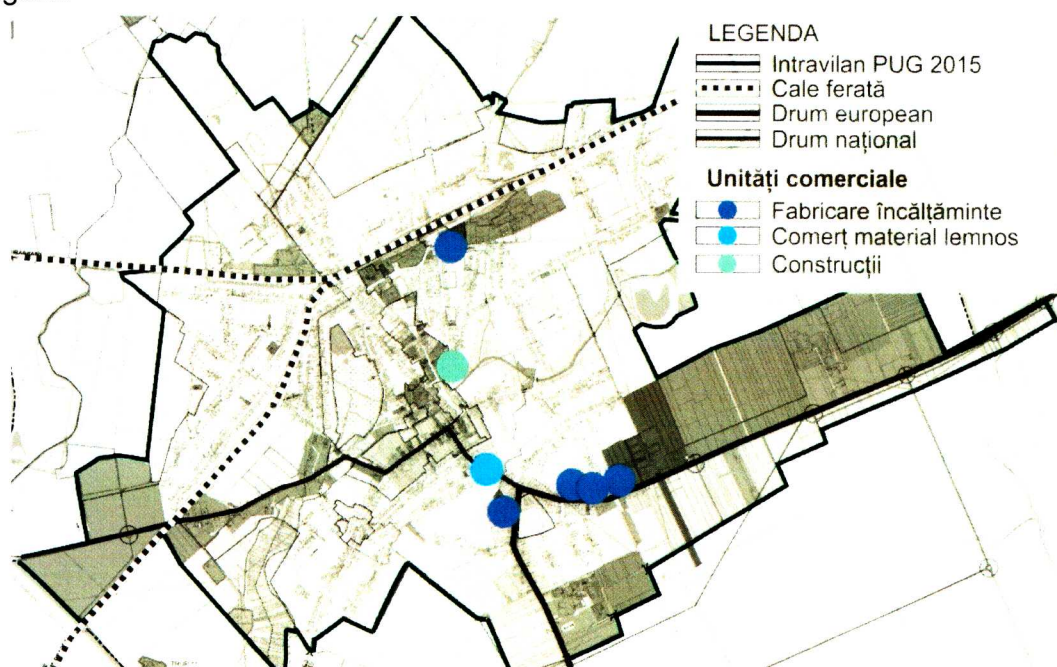 LEGENDA
Intravilan PUG 2015
Cale ferată
Drum european
Drum național
Unități comerciale
Fabricare încălțăminte
Comerț material lemnos
Construcții